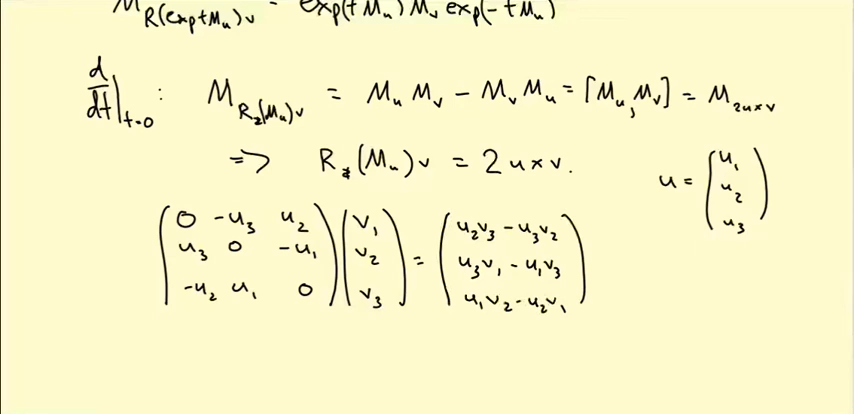 M_{R(exp tM_u)v} = exp(tM_u) M_v exp(-tM_u)
d/dt|_{t=0} : M_{R_*(M_u)v} = M_u M_v - M_v M_u = [M_u, M_v] = M_{2u×v}
=> R_*(M_u)v = 2u×v. u = (u_1 u_2 u_3)
(0 -u_3 u_2) (v_1) = (u_2v_3 - u_3v_2)
(u_3 0 -u_1) (v_2) (u_3v_1 - u_1v_3)
(-u_2 u_1 0) (v_3) (u_1v_2 - u_2v_1)